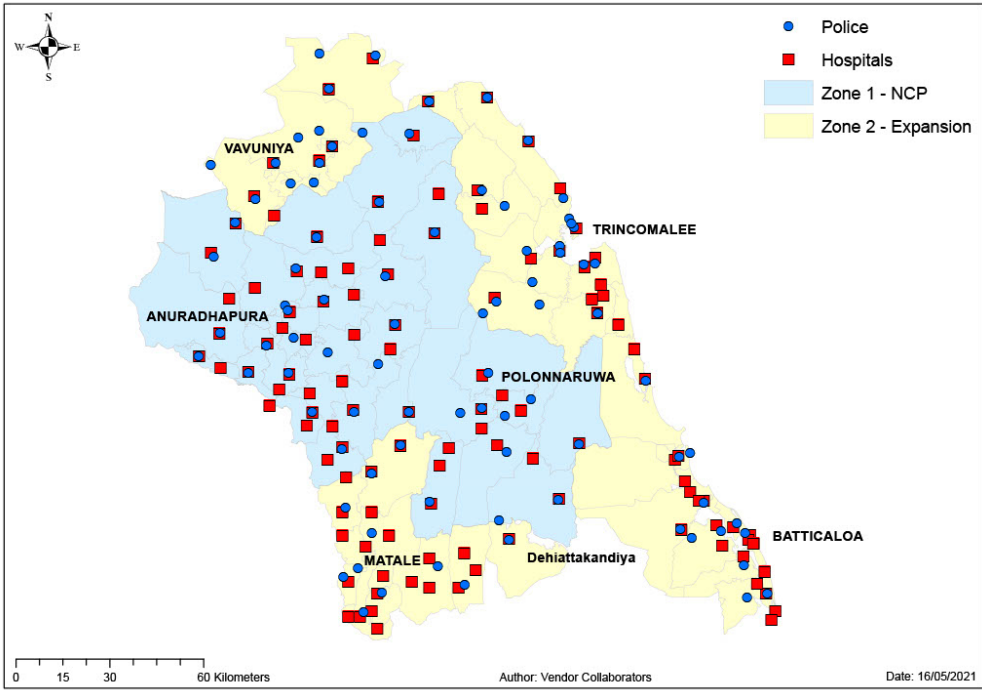 N
W E
S
Police
Hospitals
Zone 1 - NCP
Zone 2 - Expansion
VAVUNIYA
TRINCOMALEE
ANURADHAPURA
POLONNARUWA
BATTICALOA
MATALE
Dehiattakandiya
0 15 30 60 Kilometers
Author: Vendor Collaborators
Date: 16/05/2021